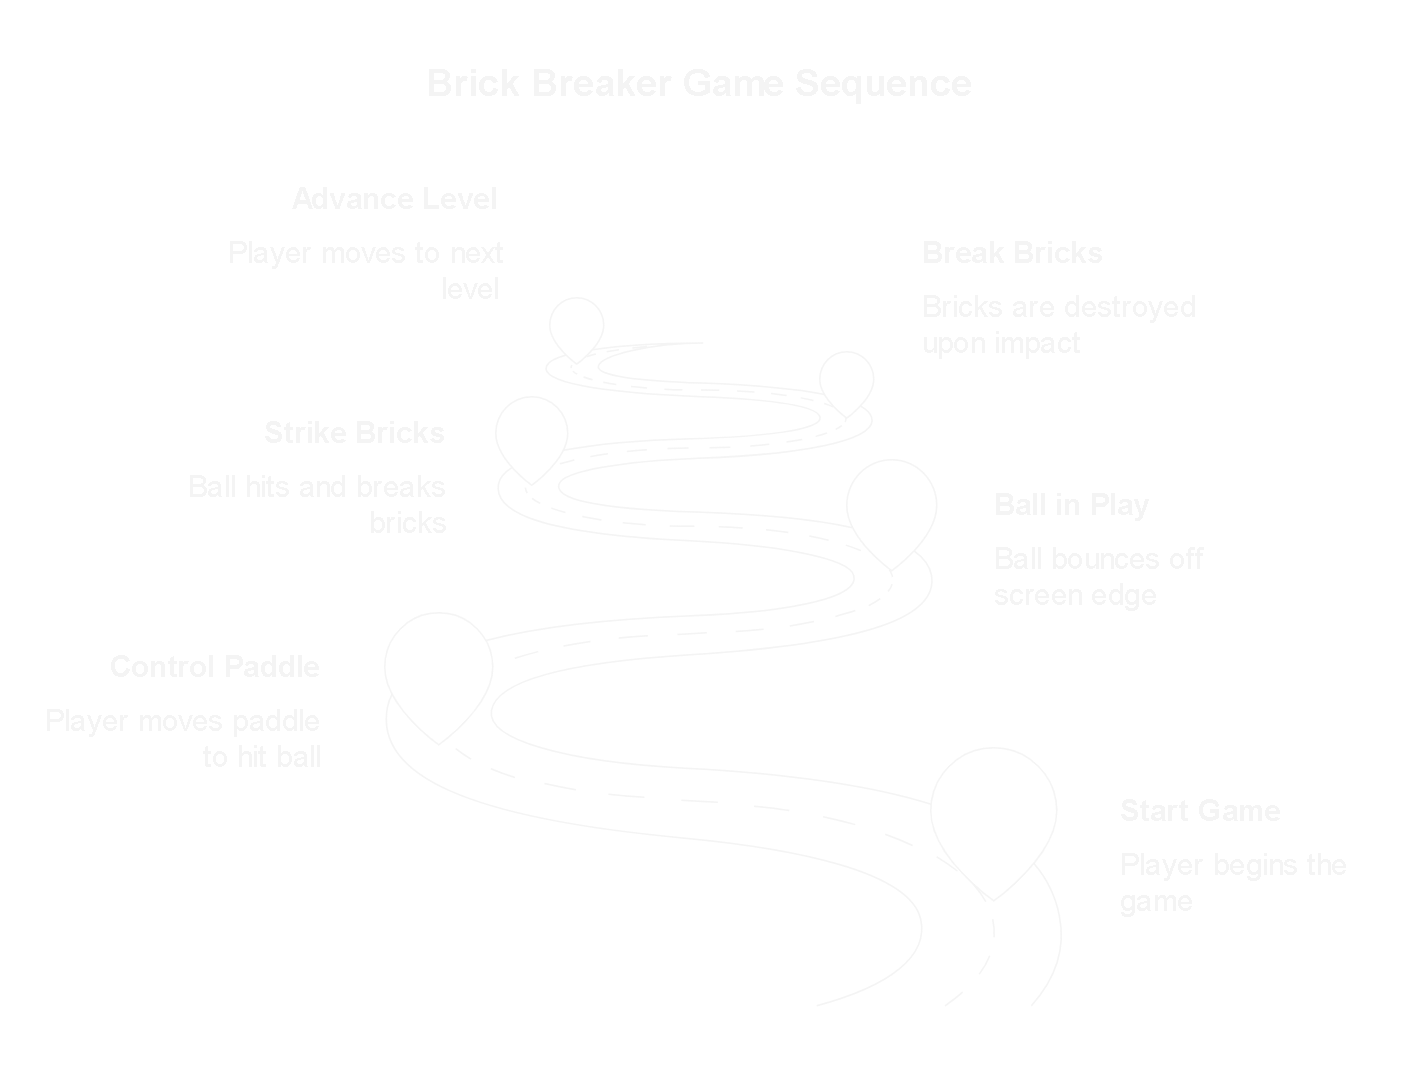 Brick Breaker Game Sequence
Advance Level
Player moves to next
level
Break Bricks
Bricks are destroyed
upon impact
Strike Bricks
Ball hits and breaks
bricks
Ball in Play
Ball bounces off
screen edge
Control Paddle
Player moves paddle
to hit ball
Start Game
Player begins the
game